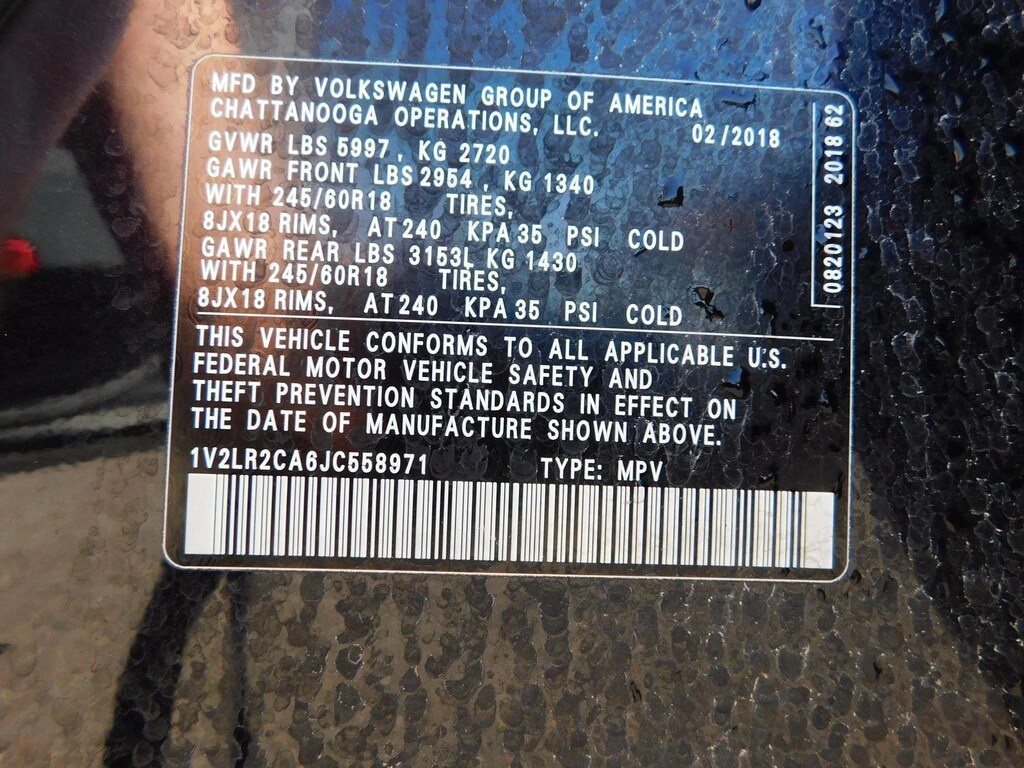 MFD BY VOLKSWAGEN GROUP OF AMERICA
CHATTANOOGA OPERATIONS, LLC. 02/2018
GVWR LBS 5997, KG 2720
GAWR FRONT LBS 2954, KG 1340
WITH 245/60R18 TIRES,
8JX18 RIMS, AT 240 KPA 35 PSI COLD
GAWR REAR LBS 3153L KG 1430
WITH 245/60R18 TIRES,
8JX18 RIMS, AT 240 KPA 35 PSI COLD
THIS VEHICLE CONFORMS TO ALL APPLICABLE U.S.
FEDERAL MOTOR VEHICLE SAFETY AND
THEFT PREVENTION STANDARDS IN EFFECT ON
THE DATE OF MANUFACTURE SHOWN ABOVE.
1V2LR2CA6JC558971 TYPE: MPV
0820123 2018 62